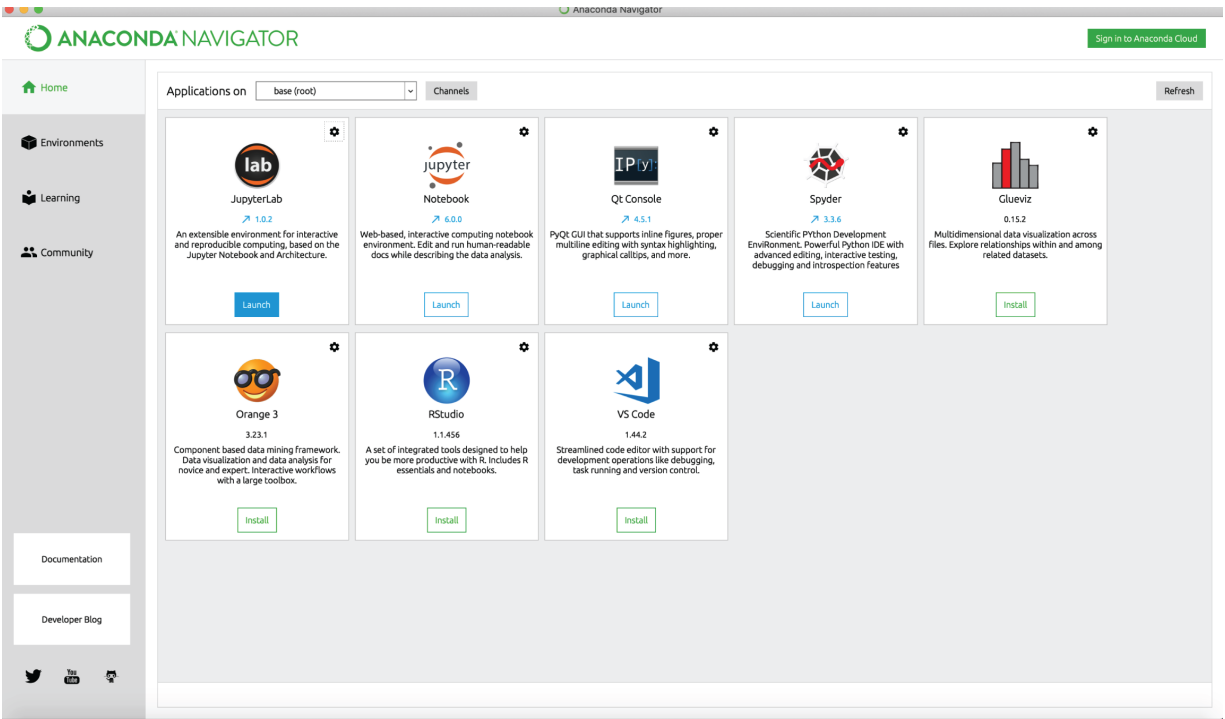 Anaconda Navigator
ANACONDA NAVIGATOR
Sign in to Anaconda Cloud
Home
Environments
Learning
Community
Documentation
Developer Blog
You
Tube
Applications on
base (root)
Channels
Refresh
lab
JupyterLab
1.0.2
An extensible environment for interactive
and reproducible computing, based on the
Jupyter Notebook and Architecture.
Launch
jupyter
Notebook
6.0.0
Web-based, interactive computing notebook
environment. Edit and run human-readable
docs while describing the data analysis.
Launch
IP[y]:
Qt Console
4.5.1
PyQt GUI that supports inline figures, proper
multiline editing with syntax highlighting,
graphical calltips, and more.
Launch
Spyder
3.3.6
Scientific PYthon Development
EnviRonment. Powerful Python IDE with
advanced editing, interactive testing,
debugging and introspection features
Launch
Glueviz
0.15.2
Multidimensional data visualization across
files. Explore relationships within and among
related datasets.
Install
Orange 3
3.23.1
Component based data mining framework.
Data visualization and data analysis for
novice and expert. Interactive workflows
with a large toolbox.
Install
R
RStudio
1.1.456
A set of integrated tools designed to help
you be more productive with R. Includes R
essentials and notebooks.
Install
VS Code
1.44.2
Streamlined code editor with support for
development operations like debugging,
task running and version control.
Install